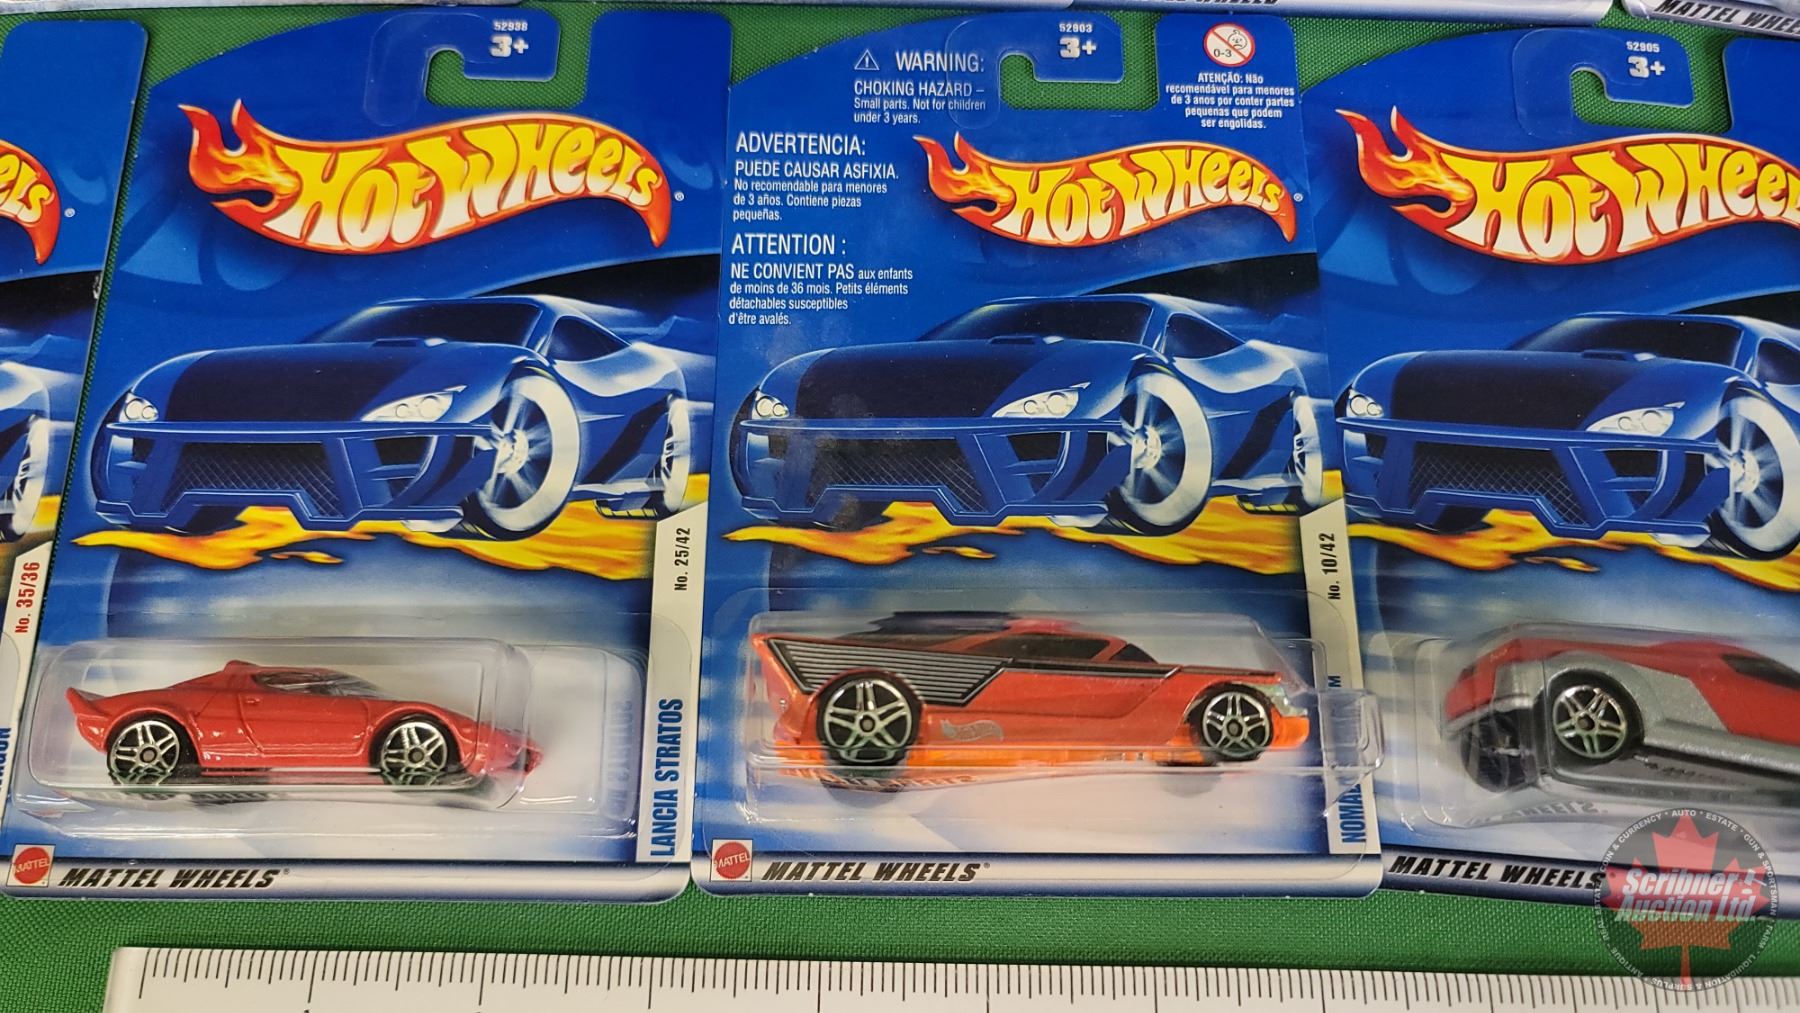 MATTEL WHEELS
52938
3+
HOT WHEELS
®
No. 35/36
No. 25/42
LANCIA STRATOS
MATTEL
MATTEL WHEELS®
52903
3+
WARNING:
CHOKING HAZARD –
Small parts. Not for children
under 3 years.
0-3
ATENÇÃO: Não
recomendável para menores
de 3 anos por conter partes
pequenas que podem
ser engolidas.
ADVERTENCIA:
PUEDE CAUSAR ASFIXIA.
No recomendable para menores
de 3 años. Contiene piezas
pequeñas.
ATTENTION :
NE CONVIENT PAS aux enfants
de moins de 36 mois. Petits éléments
détachables susceptibles
d'être avalés.
HOT WHEELS
®
No. 10/42
MATTEL
MATTEL WHEELS®
52905
3+
HOT WHEELS
MATTEL WHEELS
Scribner !
Auction Ltd.